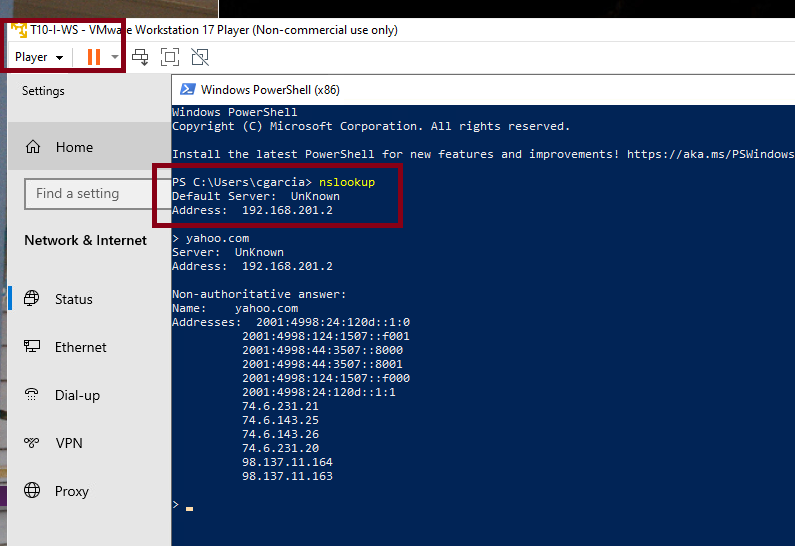 T10-I-WS - VMware Workstation 17 Player (Non-commercial use only)
Player
Settings
Home
Find a setting
Network & Internet
Status
Ethernet
Dial-up
VPN
Proxy
Windows PowerShell (x86)
Windows PowerShell
Copyright (C) Microsoft Corporation. All rights reserved.
Install the latest PowerShell for new features and improvements! https://aka.ms/PSWindows
PS C:\Users\cgarcia> nslookup
Default Server:  UnKnown
Address:  192.168.201.2
> yahoo.com
Server:  UnKnown
Address:  192.168.201.2
Non-authoritative answer:
Name:    yahoo.com
Addresses:  2001:4998:24:120d::1:0
2001:4998:124:1507::f001
2001:4998:44:3507::8000
2001:4998:44:3507::8001
2001:4998:124:1507::f000
2001:4998:24:120d::1:1
74.6.231.21
74.6.143.25
74.6.143.26
74.6.231.20
98.137.11.164
98.137.11.163
>